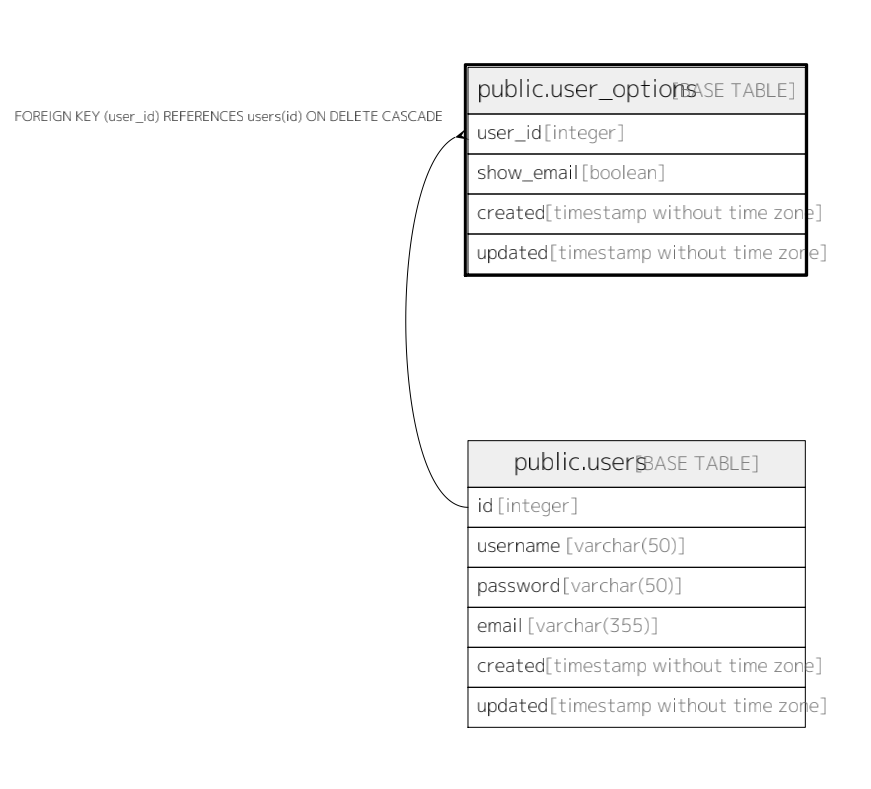 public.user_options [BASE TABLE]
FOREIGN KEY (user_id) REFERENCES users(id) ON DELETE CASCADE
user_id [integer]
show_email [boolean]
created [timestamp without time zone]
updated [timestamp without time zone]
public.users [BASE TABLE]
id [integer]
username [varchar(50)]
password [varchar(50)]
email [varchar(355)]
created [timestamp without time zone]
updated [timestamp without time zone]